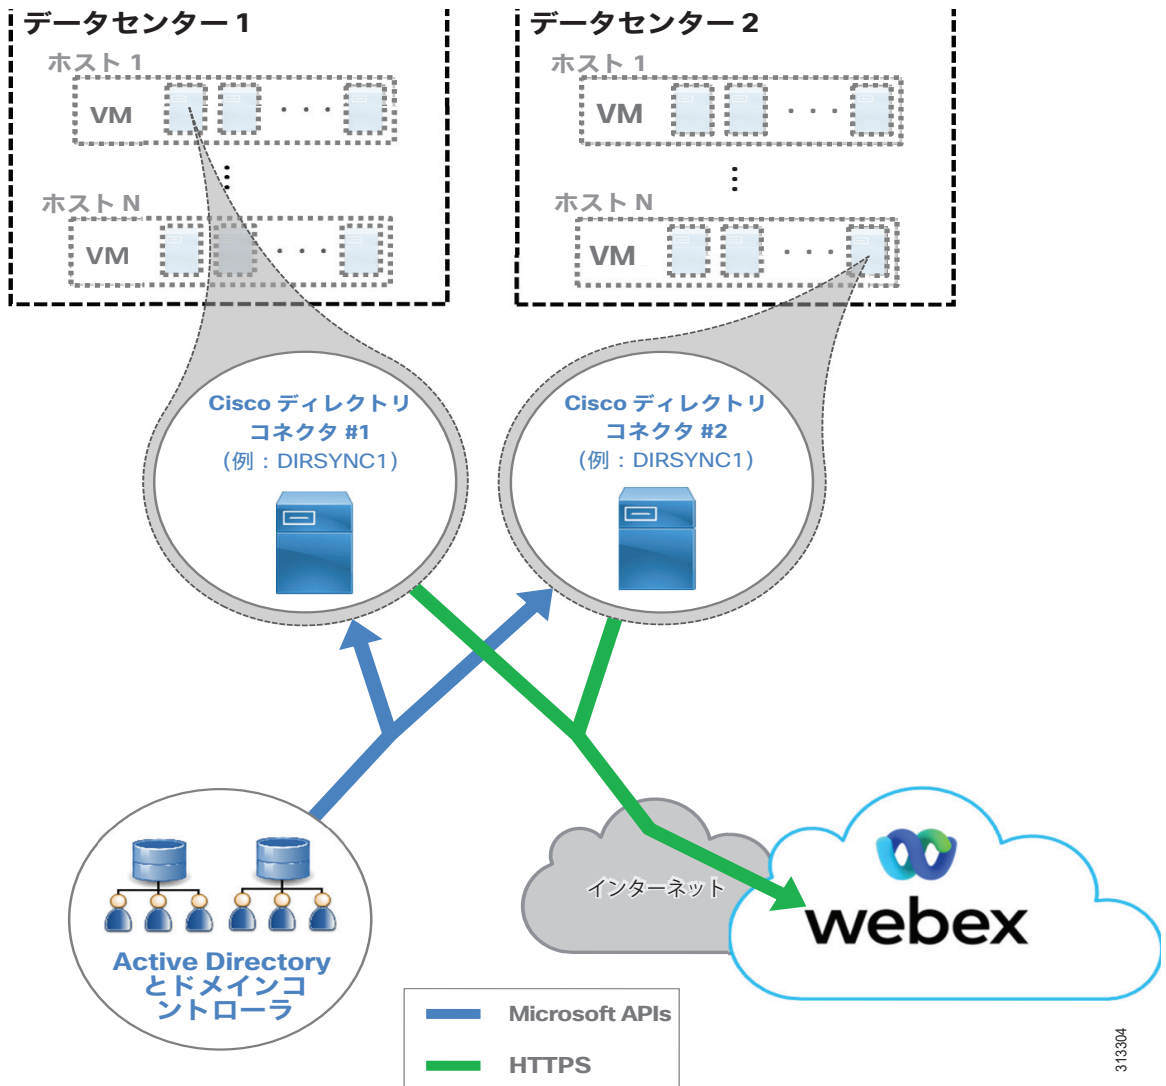 データセンター 1
ホスト 1
VM
. . .
ホスト N
VM
. . .
データセンター 2
ホスト 1
VM
. . .
ホスト N
VM
. . .
Cisco ディレクトリ
コネクタ #1
(例：DIRSYNC1)
Cisco ディレクトリ
コネクタ #2
(例：DIRSYNC1)
Active Directory
とドメインコ
ントローラ
インターネット
webex
Microsoft APIs
HTTPS
313304